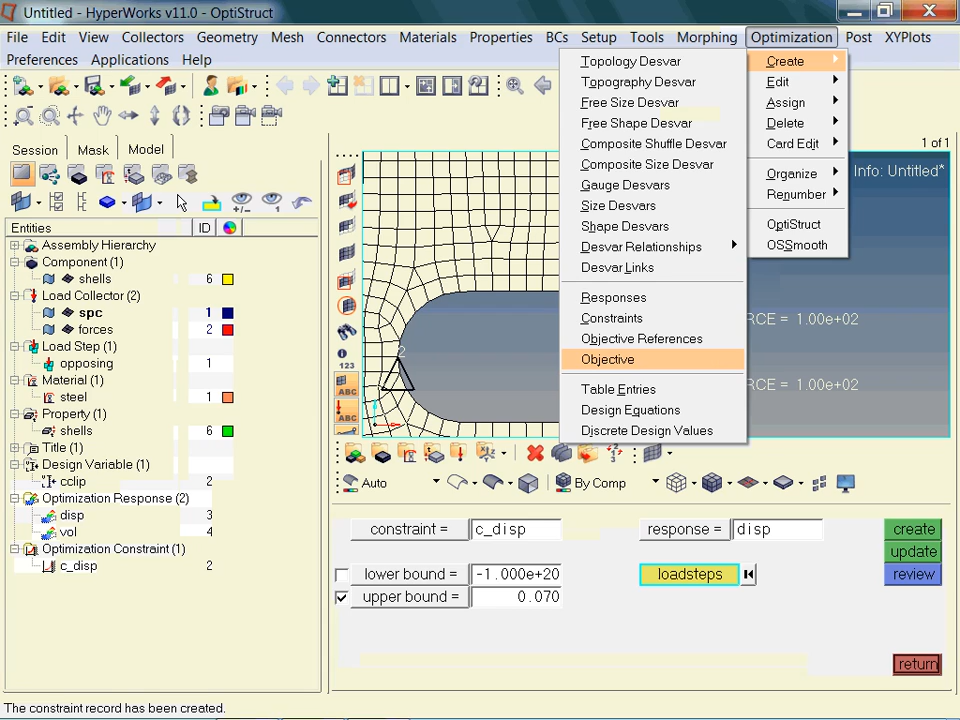 Untitled - HyperWorks v11.0 - OptiStruct
File Edit View Collectors Geometry Mesh Connectors Materials Properties BCs Setup Tools Morphing Optimization Post XYPlots
Preferences Applications Help
Session Mask Model
Entities ID
Assembly Hierarchy
Component (1)
shells 6
Load Collector (2)
spc 1
forces 2
Load Step (1)
opposing 1
Material (1)
steel 1
Property (1)
shells 6
Title (1)
Design Variable (1)
cclip 2
Optimization Response (2)
disp 3
vol 4
Optimization Constraint (1)
c_disp 2
123
ABC
ABC
Topology Desvar
Topography Desvar
Free Size Desvar
Free Shape Desvar
Composite Shuffle Desvar
Composite Size Desvar
Gauge Desvars
Size Desvars
Shape Desvars
Desvar Relationships
Desvar Links
Responses
Constraints
Objective References
Objective
Table Entries
Design Equations
Discrete Design Values
Create
Edit
Assign
Delete
Card Edit
Organize
Renumber
OptiStruct
OSSmooth
1 of 1
Info: Untitled*
RCE = 1.00e+02
RCE = 1.00e+02
2
Auto By Comp
constraint = c_disp response = disp create
update
lower bound = -1.000e+20 loadsteps review
upper bound = 0.070
return
The constraint record has been created.